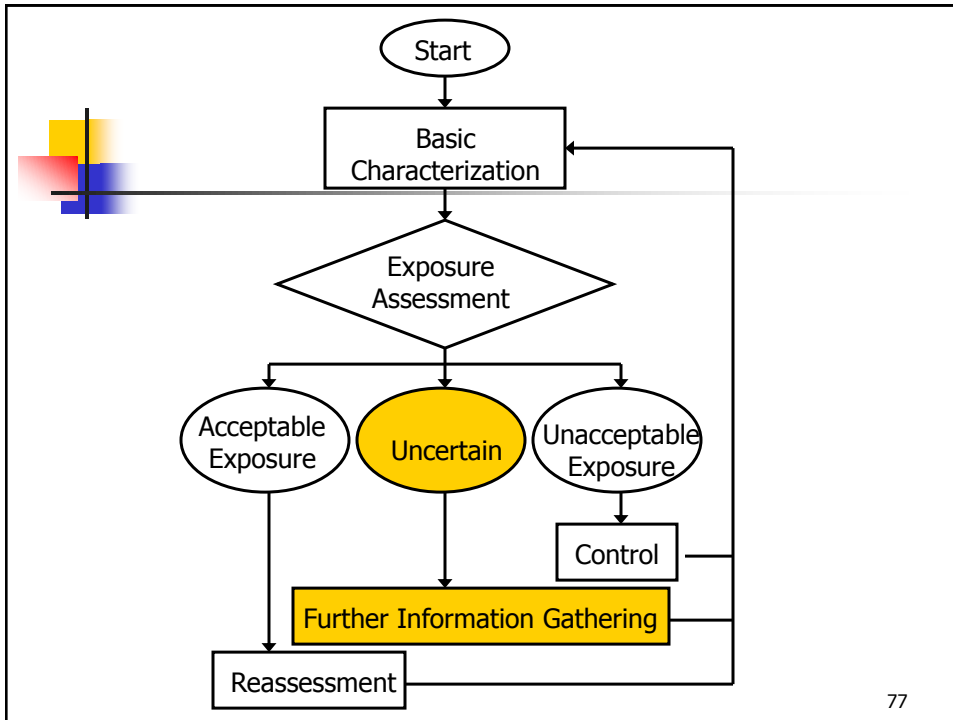 Start
Basic
Characterization
Exposure
Assessment
Acceptable
Exposure
Uncertain
Unacceptable
Exposure
Control
Further Information Gathering
Reassessment
77